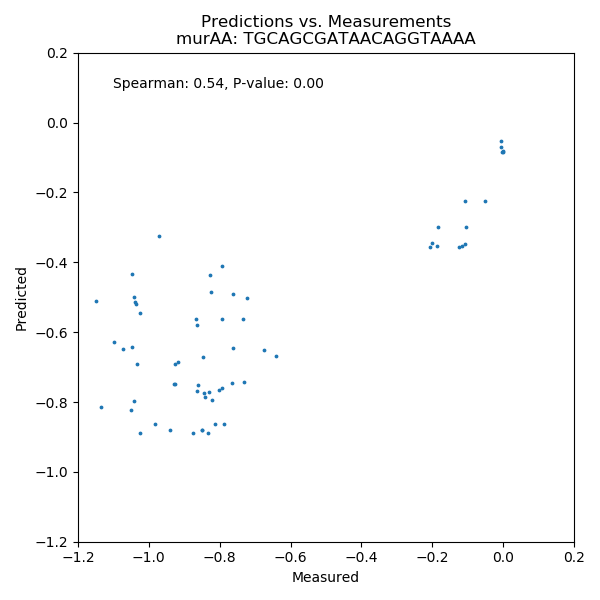 Predictions vs. Measurements
murAA: TGCAGCGATAACAGGTAAAA
Spearman: 0.54, P-value: 0.00
0.2
0.0
−0.2
−0.4
−0.6
−0.8
−1.0
−1.2
Predicted
−1.2 −1.0 −0.8 −0.6 −0.4 −0.2 0.0 0.2
Measured